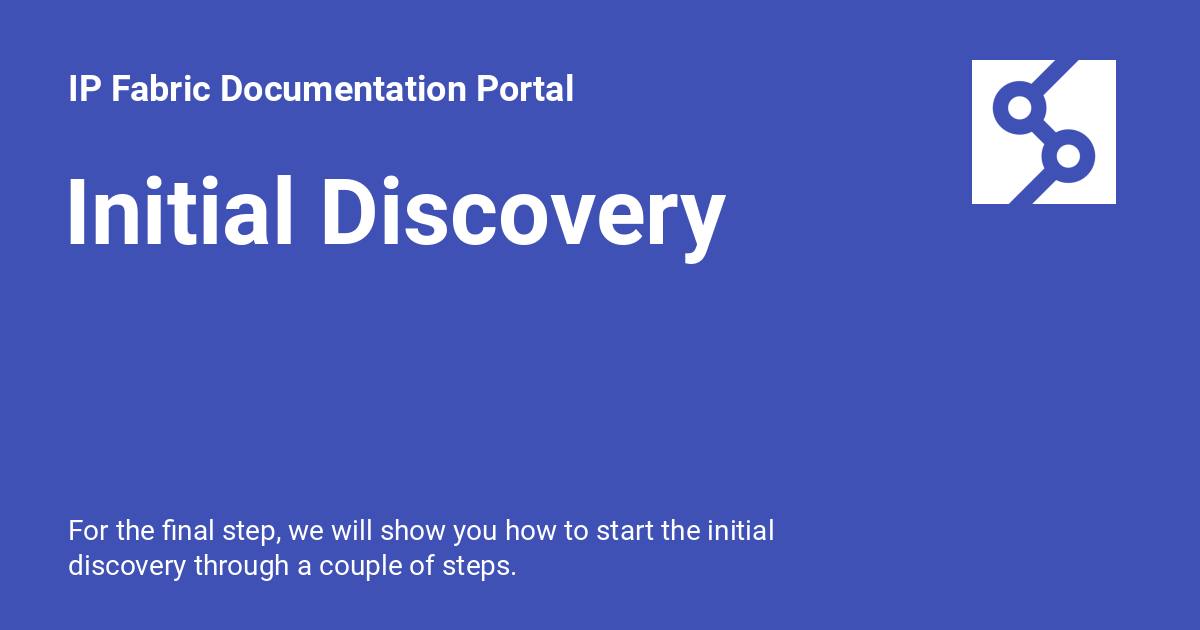 IP Fabric Documentation Portal
Initial Discovery
For the final step, we will show you how to start the initial
discovery through a couple of steps.